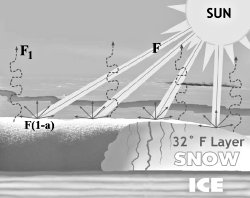 SUN
F1 F
F(1-a)
32° F Layer
SNOW
ICE